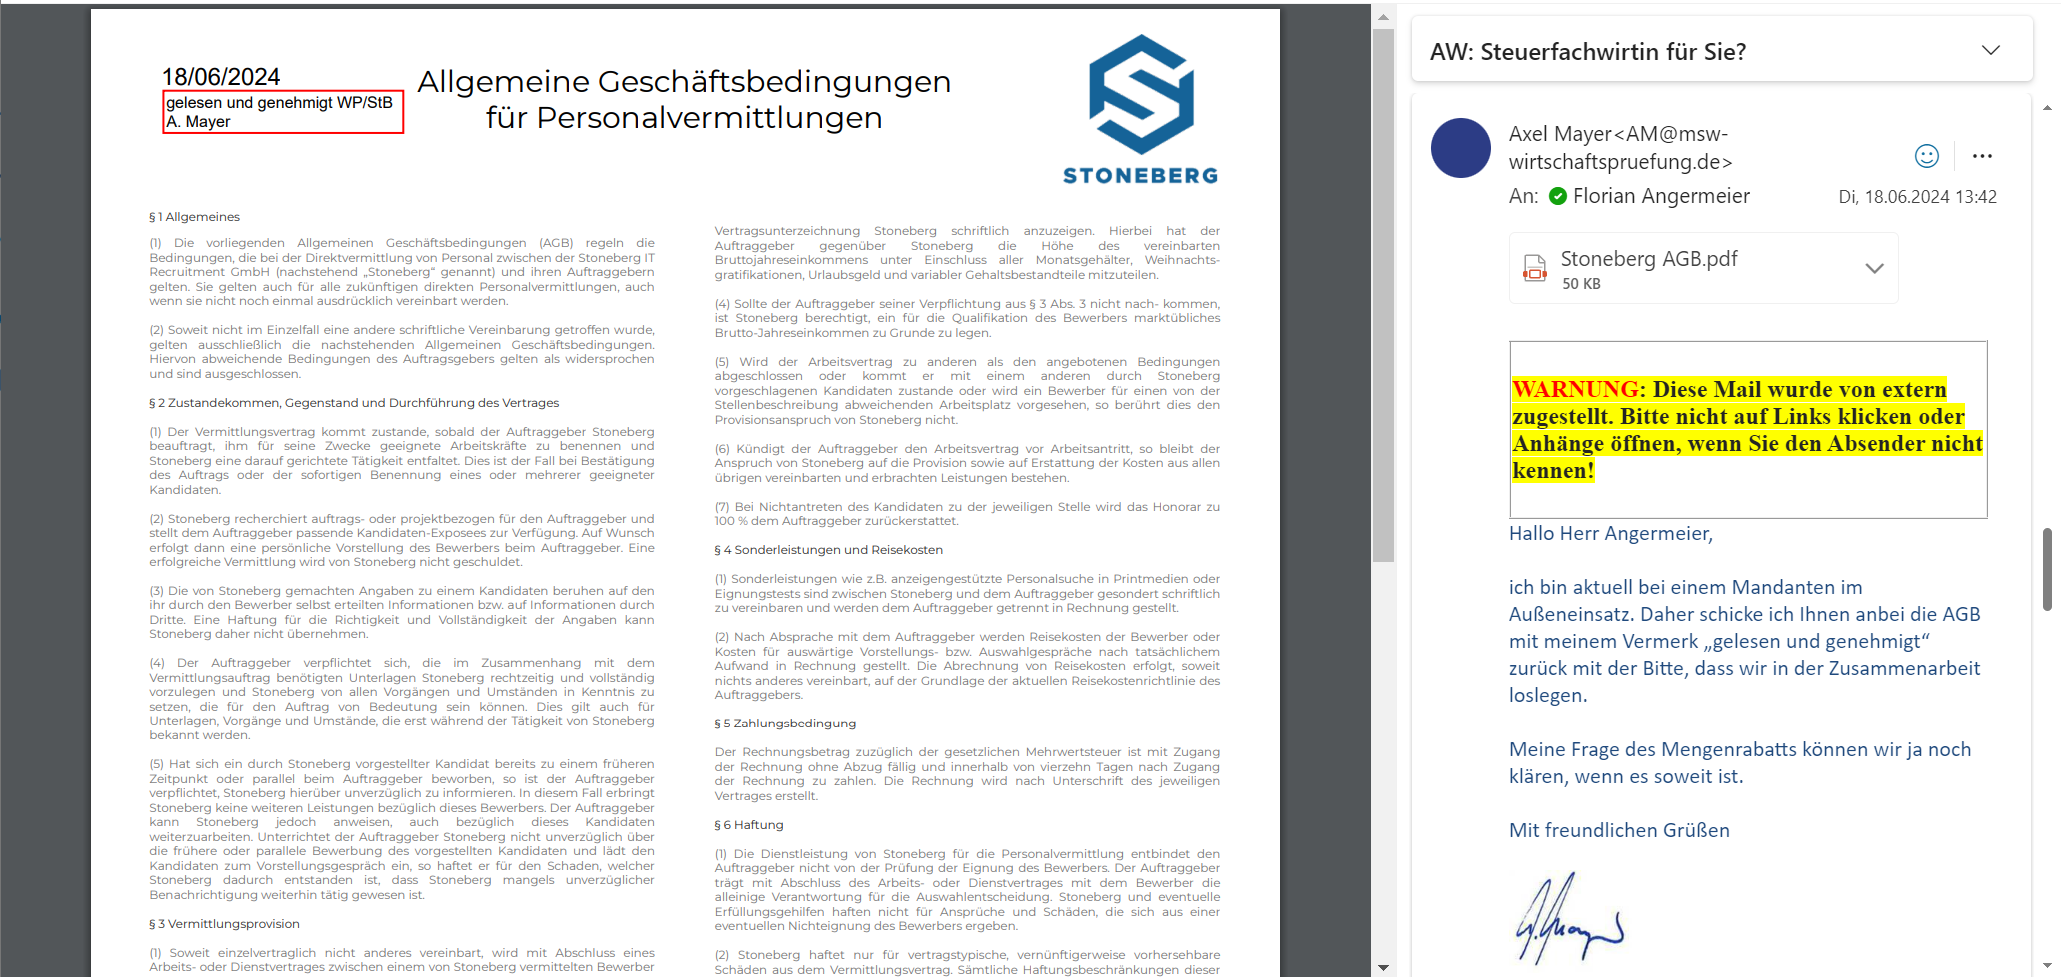 18/06/2024
gelesen und genehmigt WP/StB
A. Mayer
Allgemeine Geschäftsbedingungen
für Personalvermittlungen
STONEBERG
§ 1 Allgemeines
(1) Die vorliegenden Allgemeinen Geschäftsbedingungen (AGB) regeln die
Bedingungen, die bei der Direktvermittlung von Personal zwischen der Stoneberg IT
Recruitment GmbH (nachstehend „Stoneberg“ genannt) und ihren Auftraggebern
gelten. Sie gelten auch für alle zukünftigen direkten Personalvermittlungen, auch
wenn sie nicht noch einmal ausdrücklich vereinbart werden.
(2) Soweit nicht im Einzelfall eine andere schriftliche Vereinbarung getroffen wurde,
gelten ausschließlich die nachstehenden Allgemeinen Geschäftsbedingungen.
Hiervon abweichende Bedingungen des Auftragsgebers gelten als widersprochen
und sind ausgeschlossen.
§ 2 Zustandekommen, Gegenstand und Durchführung des Vertrages
(1) Der Vermittlungsvertrag kommt zustande, sobald der Auftraggeber Stoneberg
beauftragt, ihm für seine Zwecke geeignete Arbeitskräfte zu benennen und
Stoneberg eine darauf gerichtete Tätigkeit entfaltet. Dies ist der Fall bei Bestätigung
des Auftrags oder der sofortigen Benennung eines oder mehrerer geeigneter
Kandidaten.
(2) Stoneberg recherchiert auftrags- oder projektbezogen für den Auftraggeber und
stellt dem Auftraggeber passende Kandidaten-Exposees zur Verfügung. Auf Wunsch
erfolgt dann eine persönliche Vorstellung des Bewerbers beim Auftraggeber. Eine
erfolgreiche Vermittlung wird von Stoneberg nicht geschuldet.
(3) Die von Stoneberg gemachten Angaben zu einem Kandidaten beruhen auf den
ihr durch den Bewerber selbst erteilten Informationen bzw. auf Informationen durch
Dritte. Eine Haftung für die Richtigkeit und Vollständigkeit der Angaben kann
Stoneberg daher nicht übernehmen.
(4) Der Auftraggeber verpflichtet sich, die im Zusammenhang mit dem
Vermittlungsauftrag benötigten Unterlagen Stoneberg rechtzeitig und vollständig
vorzulegen und Stoneberg von allen Vorgängen und Umständen in Kenntnis zu
setzen, die für den Auftrag von Bedeutung sein können. Dies gilt auch für
Unterlagen, Vorgänge und Umstände, die erst während der Tätigkeit von Stoneberg
bekannt werden.
(5) Hat sich ein durch Stoneberg vorgestellter Kandidat bereits zu einem früheren
Zeitpunkt oder parallel beim Auftraggeber beworben, so ist der Auftraggeber
verpflichtet, Stoneberg hierüber unverzüglich zu informieren. In diesem Fall erbringt
Stoneberg keine weiteren Leistungen bezüglich dieses Bewerbers. Der Auftraggeber
kann Stoneberg jedoch anweisen, auch bezüglich dieses Kandidaten
weiterzuarbeiten. Unterrichtet der Auftraggeber Stoneberg nicht unverzüglich über
die frühere oder parallele Bewerbung des vorgestellten Kandidaten und lädt den
Kandidaten zum Vorstellungsgespräch ein, so haftet er für den Schaden, welcher
Stoneberg dadurch entstanden ist, dass Stoneberg mangels unverzüglicher
Benachrichtigung weiterhin tätig gewesen ist.
§ 3 Vermittlungsprovision
(1) Soweit einzelvertraglich nicht anderes vereinbart, wird mit Abschluss eines
Arbeits- oder Dienstvertrages zwischen einem von Stoneberg vermittelten Bewerber
Vertragsunterzeichnung Stoneberg schriftlich anzuzeigen. Hierbei hat der
Auftraggeber gegenüber Stoneberg die Höhe des vereinbarten
Bruttojahreseinkommens unter Einschluss aller Monatsgehälter, Weihnachts-
gratifikationen, Urlaubsgeld und variabler Gehaltsbestandteile mitzuteilen.
(4) Sollte der Auftraggeber seiner Verpflichtung aus § 3 Abs. 3 nicht nach- kommen,
ist Stoneberg berechtigt, ein für die Qualifikation des Bewerbers marktübliches
Brutto-Jahreseinkommen zu Grunde zu legen.
(5) Wird der Arbeitsvertrag zu anderen als den angebotenen Bedingungen
abgeschlossen oder kommt er mit einem anderen durch Stoneberg
vorgeschlagenen Kandidaten zustande oder wird ein Bewerber für einen von der
Stellenbeschreibung abweichenden Arbeitsplatz vorgesehen, so berührt dies den
Provisionsanspruch von Stoneberg nicht.
(6) Kündigt der Auftraggeber den Arbeitsvertrag vor Arbeitsantritt, so bleibt der
Anspruch von Stoneberg auf die Provision sowie auf Erstattung der Kosten aus allen
übrigen vereinbarten und erbrachten Leistungen bestehen.
(7) Bei Nichtantreten des Kandidaten zu der jeweiligen Stelle wird das Honorar zu
100 % dem Auftraggeber zurückerstattet.
§ 4 Sonderleistungen und Reisekosten
(1) Sonderleistungen wie z.B. anzeigengestützte Personalsuche in Printmedien oder
Eignungstests sind zwischen Stoneberg und dem Auftraggeber gesondert schriftlich
zu vereinbaren und werden dem Auftraggeber getrennt in Rechnung gestellt.
(2) Nach Absprache mit dem Auftraggeber werden Reisekosten der Bewerber oder
Kosten für auswärtige Vorstellungs- bzw. Auswahlgespräche nach tatsächlichem
Aufwand in Rechnung gestellt. Die Abrechnung von Reisekosten erfolgt, soweit
nichts anderes vereinbart, auf der Grundlage der aktuellen Reisekostenrichtlinie des
Auftraggebers.
§ 5 Zahlungsbedingung
Der Rechnungsbetrag zuzüglich der gesetzlichen Mehrwertsteuer ist mit Zugang
der Rechnung ohne Abzug fällig und innerhalb von vierzehn Tagen nach Zugang
der Rechnung zu zahlen. Die Rechnung wird nach Unterschrift des jeweiligen
Vertrages erstellt.
§ 6 Haftung
(1) Die Dienstleistung von Stoneberg für die Personalvermittlung entbindet den
Auftraggeber nicht von der Prüfung der Eignung des Bewerbers. Der Auftraggeber
trägt mit Abschluss des Arbeits- oder Dienstvertrages mit dem Bewerber die
alleinige Verantwortung für die Auswahlentscheidung. Stoneberg und eventuelle
Erfüllungsgehilfen haften nicht für Ansprüche und Schäden, die sich aus einer
eventuellen Nichteignung des Bewerbers ergeben.
(2) Stoneberg haftet nur für vertragstypische, vernünftigerweise vorhersehbare
Schäden aus dem Vermittlungsvertrag. Sämtliche Haftungsbeschränkungen dieser
AW: Steuerfachwirtin für Sie?
Axel Mayer<AM@msw-
wirtschaftspruefung.de>
An: Florian Angermeier
Di, 18.06.2024 13:42
Stoneberg AGB.pdf
50 KB
WARNUNG: Diese Mail wurde von extern
zugestellt. Bitte nicht auf Links klicken oder
Anhänge öffnen, wenn Sie den Absender nicht
kennen!
Hallo Herr Angermeier,
ich bin aktuell bei einem Mandanten im
Außeneinsatz. Daher schicke ich Ihnen anbei die AGB
mit meinem Vermerk „gelesen und genehmigt“
zurück mit der Bitte, dass wir in der Zusammenarbeit
loslegen.
Meine Frage des Mengenrabatts können wir ja noch
klären, wenn es soweit ist.
Mit freundlichen Grüßen